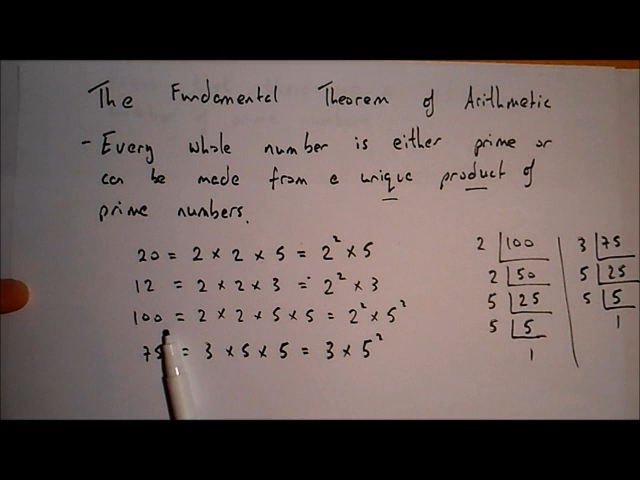 The Fundamental Theorem of Arithmetic
- Every whole number is either prime or
can be made from a unique product of
prime numbers.
20 = 2 × 2 × 5 = 2² × 5
12 = 2 × 2 × 3 = 2² × 3
100 = 2 × 2 × 5 × 5 = 2² × 5²
75 = 3 × 5 × 5 = 3 × 5²
2 100
2 50
5 25
5 5
1
3 75
5 25
5 5
1